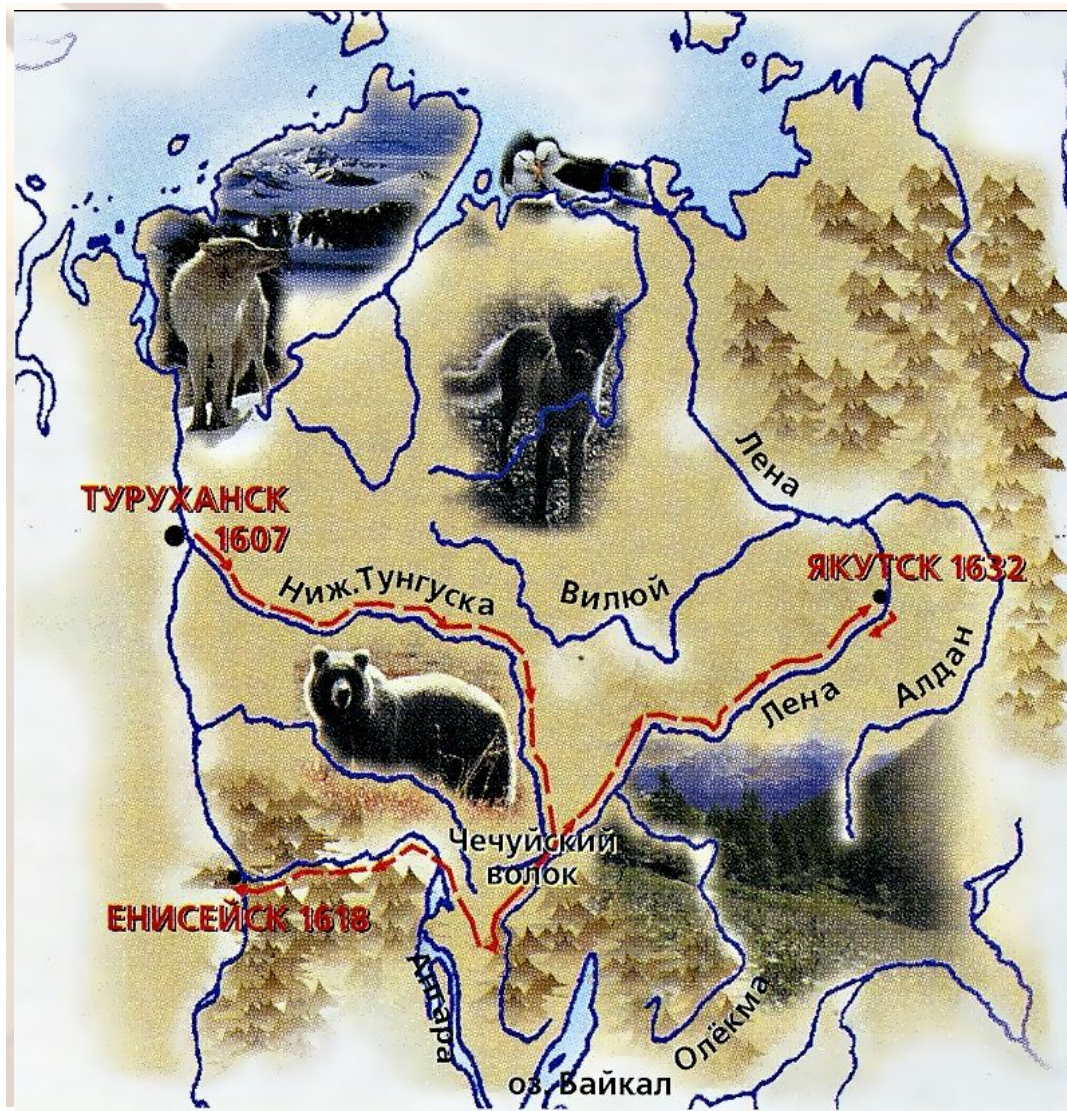 Лена
ТУРУХАНСК
1607
Ниж.Тунгуска
Вилюй
ЯКУТСК 1632
Алдан
Лена
Чечуйский
волок
ЕНИСЕЙСК 1618
Ангара
Олёкма
оз. Байкал